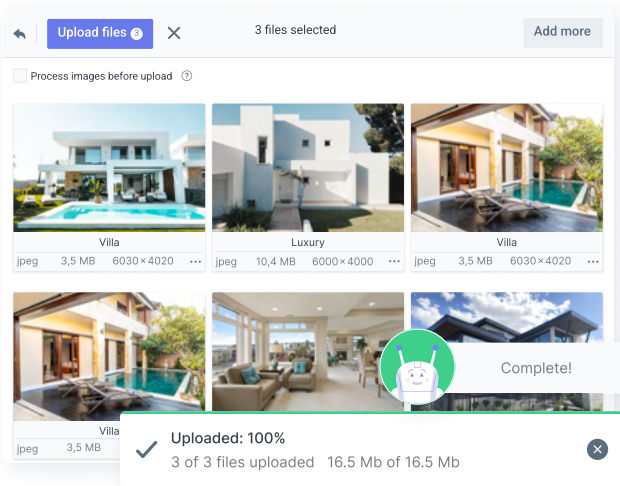 Upload files 3
3 files selected
Add more
Process images before upload ?
Villa
jpeg 3,5 MB 6030×4020 ...
Luxury
jpeg 10,4 MB 6000×4000 ...
Villa
jpeg 3,5 MB 6030×4020 ...
Complete!
Villa
jpeg 3,5 MB
Uploaded: 100%
3 of 3 files uploaded 16.5 Mb of 16.5 Mb